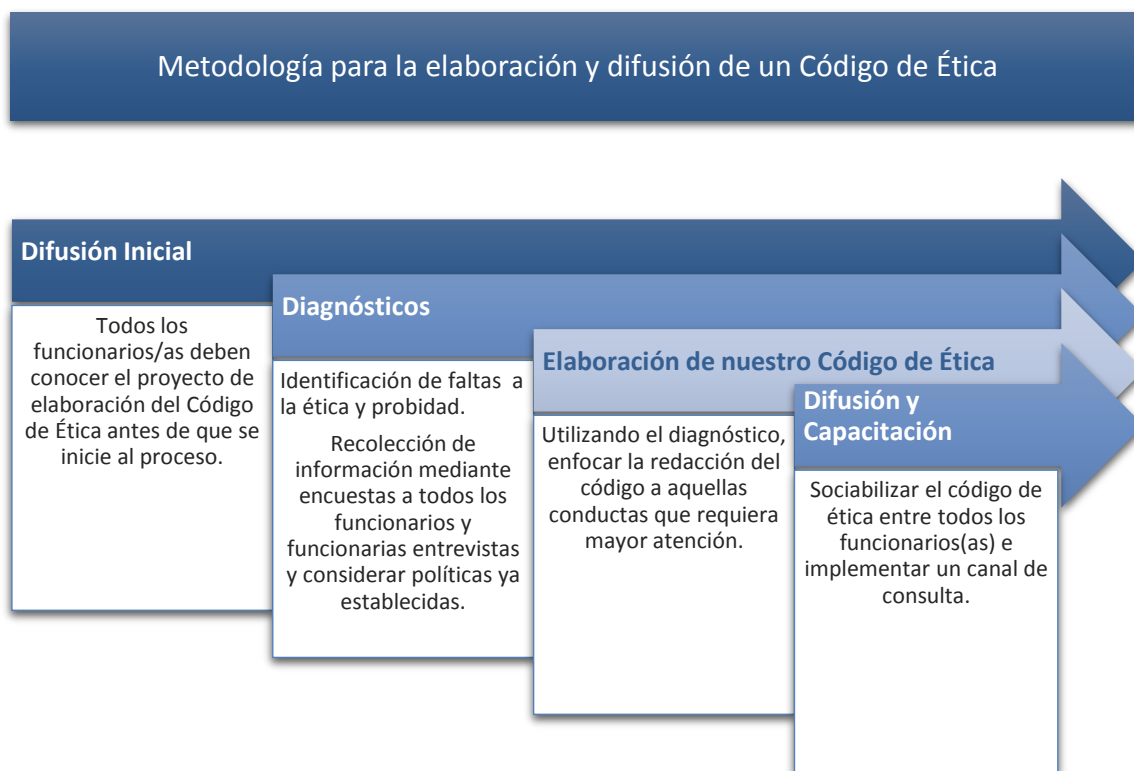 Metodología para la elaboración y difusión de un Código de Ética
Difusión Inicial
Todos los
funcionarios/as deben
conocer el proyecto de
elaboración del Código
de Ética antes de que se
inicie al proceso.
Diagnósticos
Identificación de faltas a
la ética y probidad.
Recolección de
información mediante
encuestas a todos los
funcionarios y
funcionarias entrevistas
y considerar políticas ya
establecidas.
Elaboración de nuestro Código de Ética
Utilizando el diagnóstico,
enfocar la redacción del
código a aquellas
conductas que requiera
mayor atención.
Difusión y
Capacitación
Sociabilizar el código de
ética entre todos los
funcionarios(as) e
implementar un canal de
consulta.